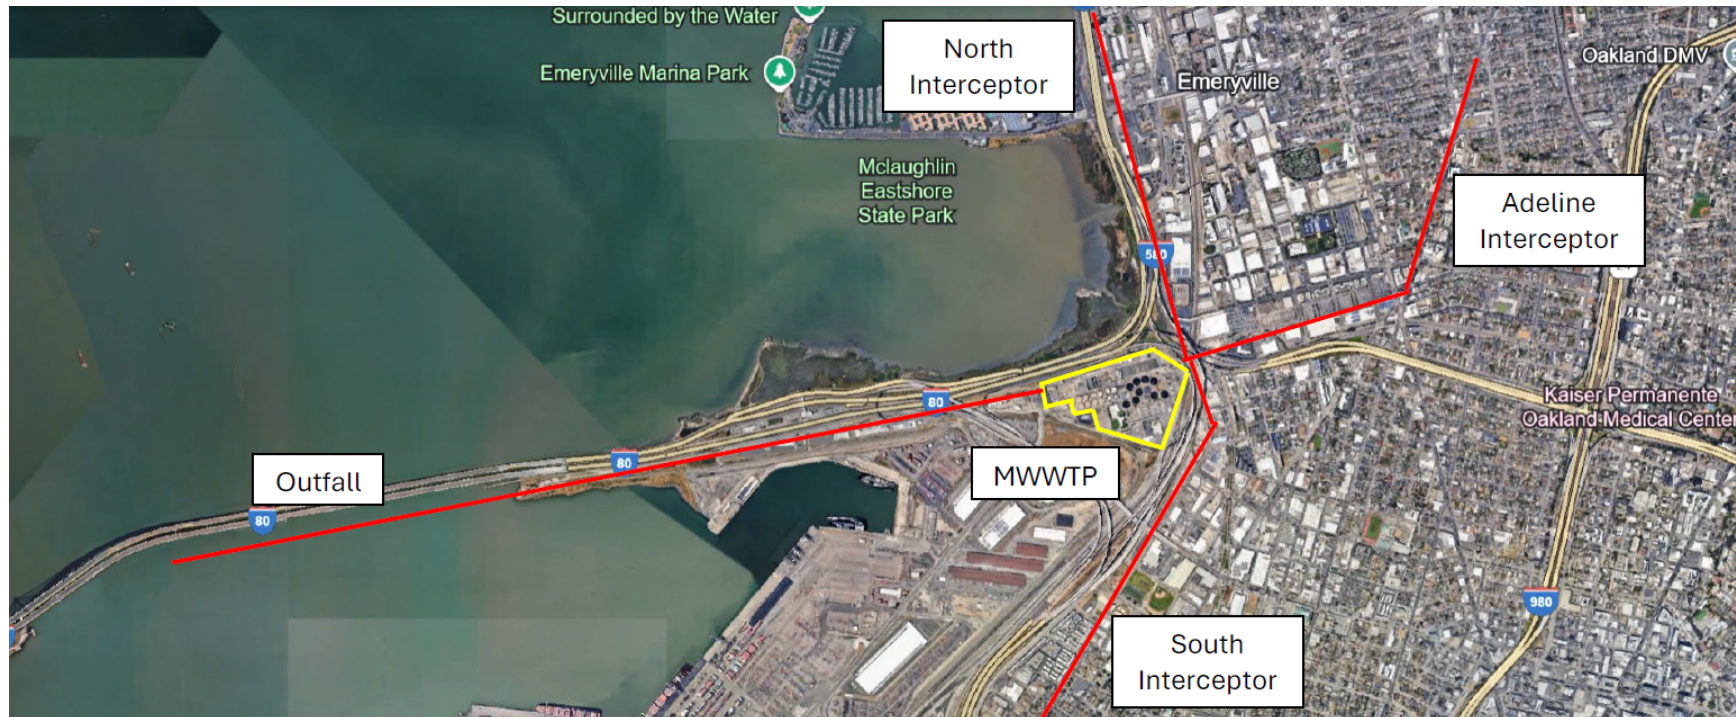 Surrounded by the Water
Emeryville Marina Park
North
Interceptor
Emeryville
Oakland DMV
Mclaughlin
Eastshore
State Park
Adeline
Interceptor
580
80
Kaiser Permanente
Oakland Medical Center
Outfall
80
MWWTP
80
980
South
Interceptor